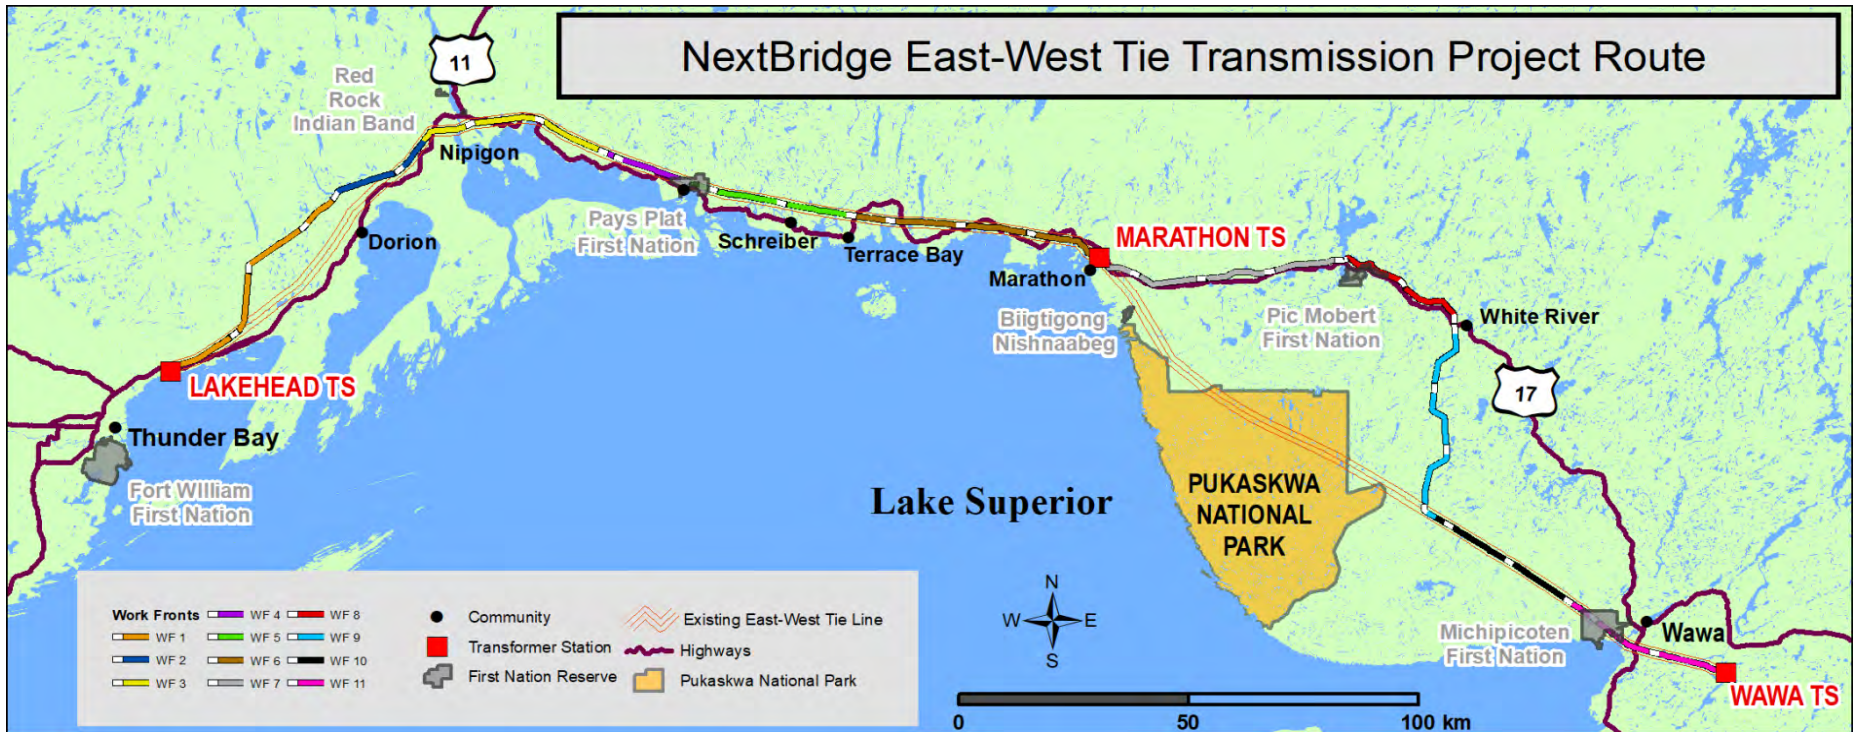 NextBridge East-West Tie Transmission Project Route
11
Red
Rock
Indian Band
Nipigon
Dorion
Pays Plat
First Nation
Schreiber
Terrace Bay
MARATHON TS
Marathon
Biigtigong
Nishnaabeg
Pic Mobert
First Nation
White River
17
LAKEHEAD TS
Thunder Bay
Fort William
First Nation
Lake Superior
PUKASKWA
NATIONAL
PARK
Michipicoten
First Nation
Wawa
WAWA TS
Work Fronts
WF 1
WF 2
WF 3
WF 4
WF 5
WF 6
WF 7
WF 8
WF 9
WF 10
WF 11
Community
Transformer Station
First Nation Reserve
Existing East-West Tie Line
Highways
Pukaskwa National Park
N
W
E
S
0
50
100 km